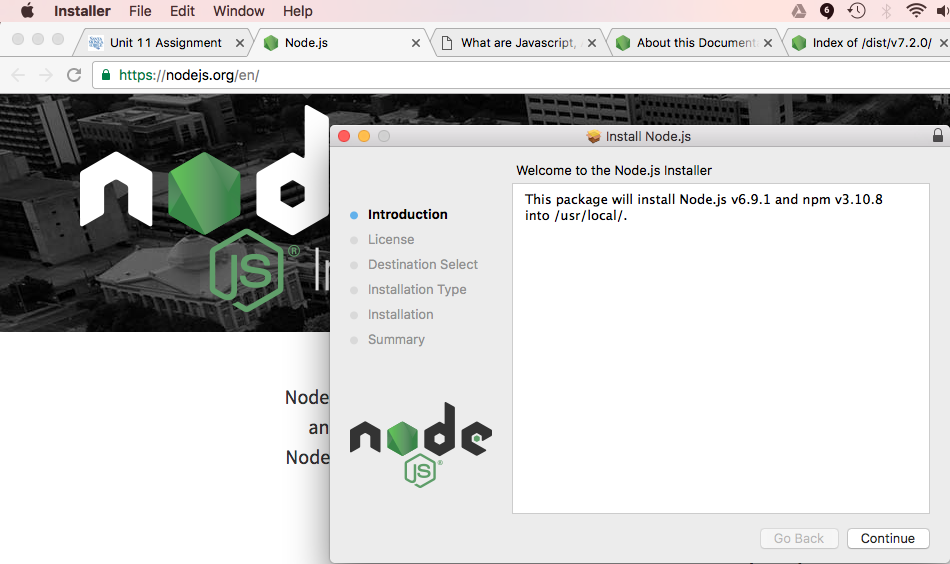 Installer File Edit Window Help 6
Unit 11 Assignment Node.js What are Javascript, About this Document Index of /dist/v7.2.0/
https://nodejs.org/en/
node
JS®
Install Node.js
Welcome to the Node.js Installer
This package will install Node.js v6.9.1 and npm v3.10.8
into /usr/local/.
Introduction
License
Destination Select
Installation Type
Installation
Summary
Node
an
Node
node
JS®
Go Back Continue